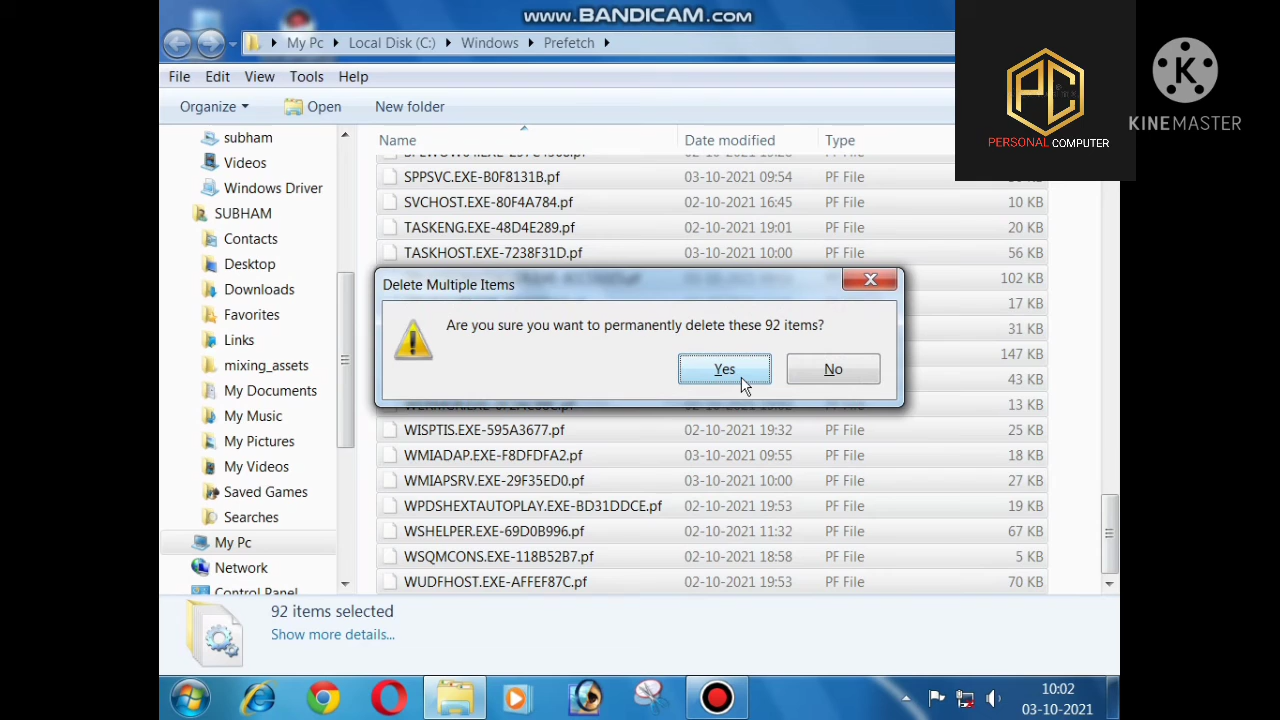 www.BANDICAM.com
My Pc
Local Disk (C:)
Windows
Prefetch
PC
PERSONAL COMPUTER
K
KINEMASTER
File Edit View Tools Help
Organize Open New folder
subham
Videos
Windows Driver
SUBHAM
Contacts
Desktop
Downloads
Favorites
Links
mixing_assets
My Documents
My Music
My Pictures
My Videos
Saved Games
Searches
My Pc
Network
Control Panel
Name Date modified Type
SPPSVC.EXE-B0F8131B.pf 03-10-2021 09:54 PF File
SVCHOST.EXE-80F4A784.pf 02-10-2021 16:45 PF File 10 KB
TASKENG.EXE-48D4E289.pf 02-10-2021 19:01 PF File 20 KB
TASKHOST.EXE-7238F31D.pf 03-10-2021 10:00 PF File 56 KB
102 KB
17 KB
31 KB
147 KB
43 KB
13 KB
Delete Multiple Items
Are you sure you want to permanently delete these 92 items?
Yes No
WISPTIS.EXE-595A3677.pf 02-10-2021 19:32 PF File 25 KB
WMIADAP.EXE-F8DFDFA2.pf 03-10-2021 09:55 PF File 18 KB
WMIAPSRV.EXE-29F35ED0.pf 03-10-2021 10:00 PF File 27 KB
WPDSHEXTAUTOPLAY.EXE-BD31DDCE.pf 02-10-2021 19:53 PF File 19 KB
WSHELPER.EXE-69D0B996.pf 02-10-2021 11:32 PF File 67 KB
WSQMCONS.EXE-118B52B7.pf 02-10-2021 18:58 PF File 5 KB
WUDFHOST.EXE-AFFEF87C.pf 02-10-2021 19:53 PF File 70 KB
92 items selected
Show more details...
10:02
03-10-2021